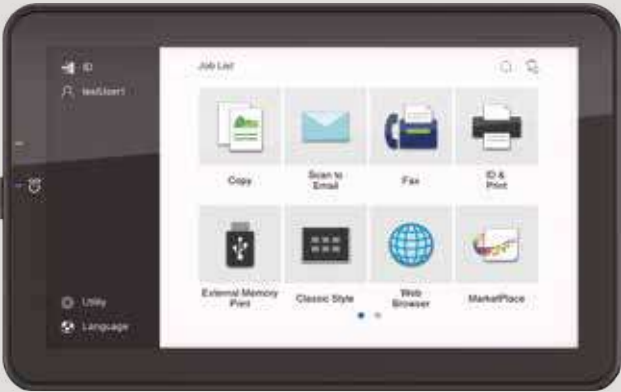 ID
testUser1
Job List
Copy
Scan to
Email
Fax
ID &
Print
External Memory
Print
Classic Style
Web
Browser
MarketPlace
Utility
Language